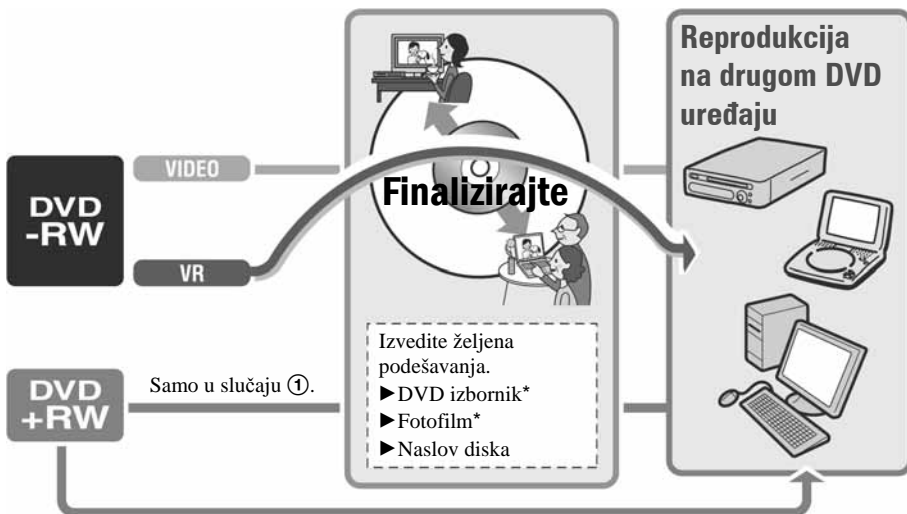 Reprodukcija
na drugom DVD
uređaju
DVD
-RW
VIDEO
VR
Finalizirajte
DVD
+RW
Samo u slučaju ①.
Izvedite željena
podešavanja.
►DVD izbornik*
►Fotofilm*
►Naslov diska